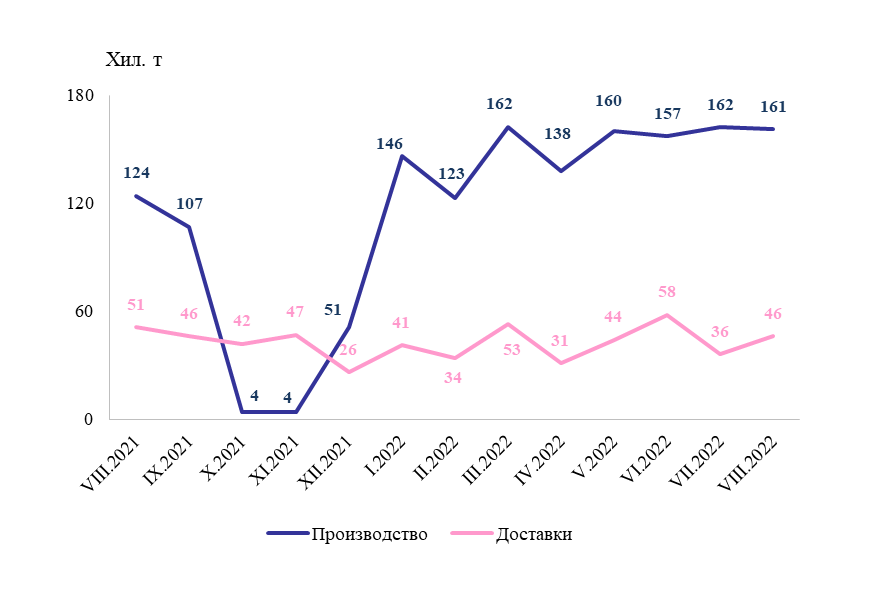 Хил. т
180
120
60
0
124 107 4 4 51 146 123 162 138 160 157 162 161
51 46 42 47 26 41 34 53 31 44 58 36 46
VIII.2021 IX.2021 X.2021 XI.2021 XII.2021 I.2022 II.2022 III.2022 IV.2022 V.2022 VI.2022 VII.2022 VIII.2022
Производство Доставки